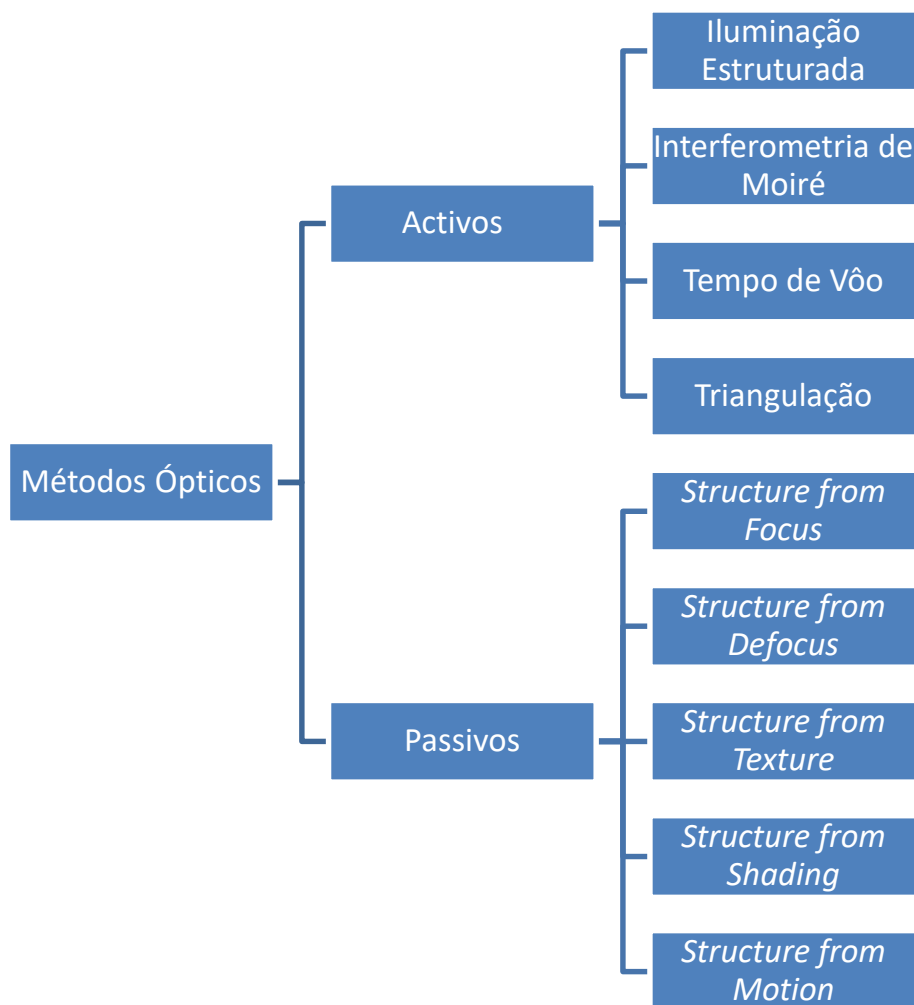 Métodos Ópticos
Activos
Iluminação
Estruturada
Interferometria de
Moiré
Tempo de Vôo
Triangulação
Passivos
Structure from
Focus
Structure from
Defocus
Structure from
Texture
Structure from
Shading
Structure from
Motion